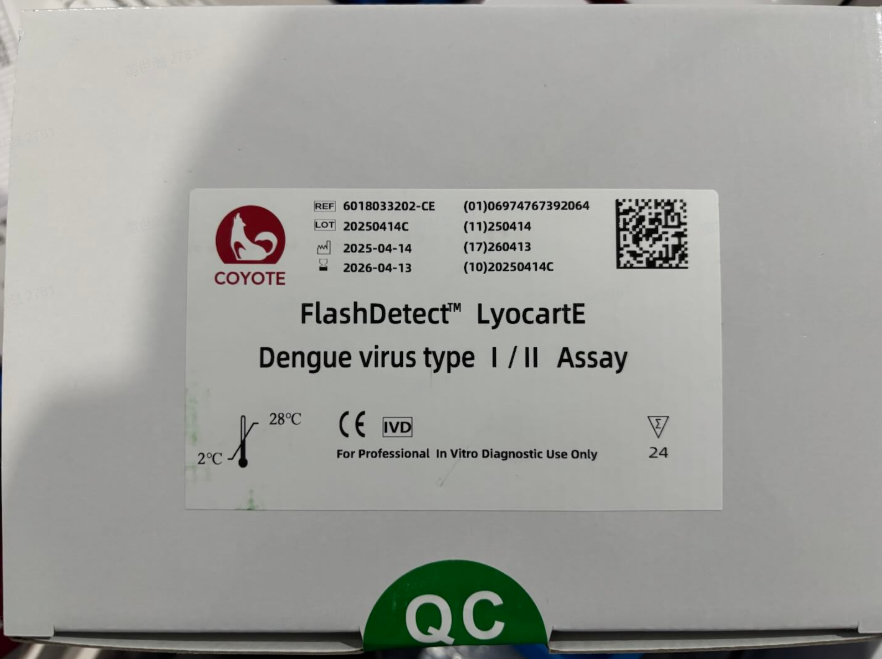 REF 6018033202-CE (01)06974767392064
LOT 20250414C (11)250414
2025-04-14 (17)260413
2026-04-13 (10)20250414C
COYOTE
FlashDetect™ LyocartE
Dengue virus type Ⅰ/Ⅱ Assay
28℃
2℃
CE IVD
For Professional In Vitro Diagnostic Use Only
Σ
24
QC